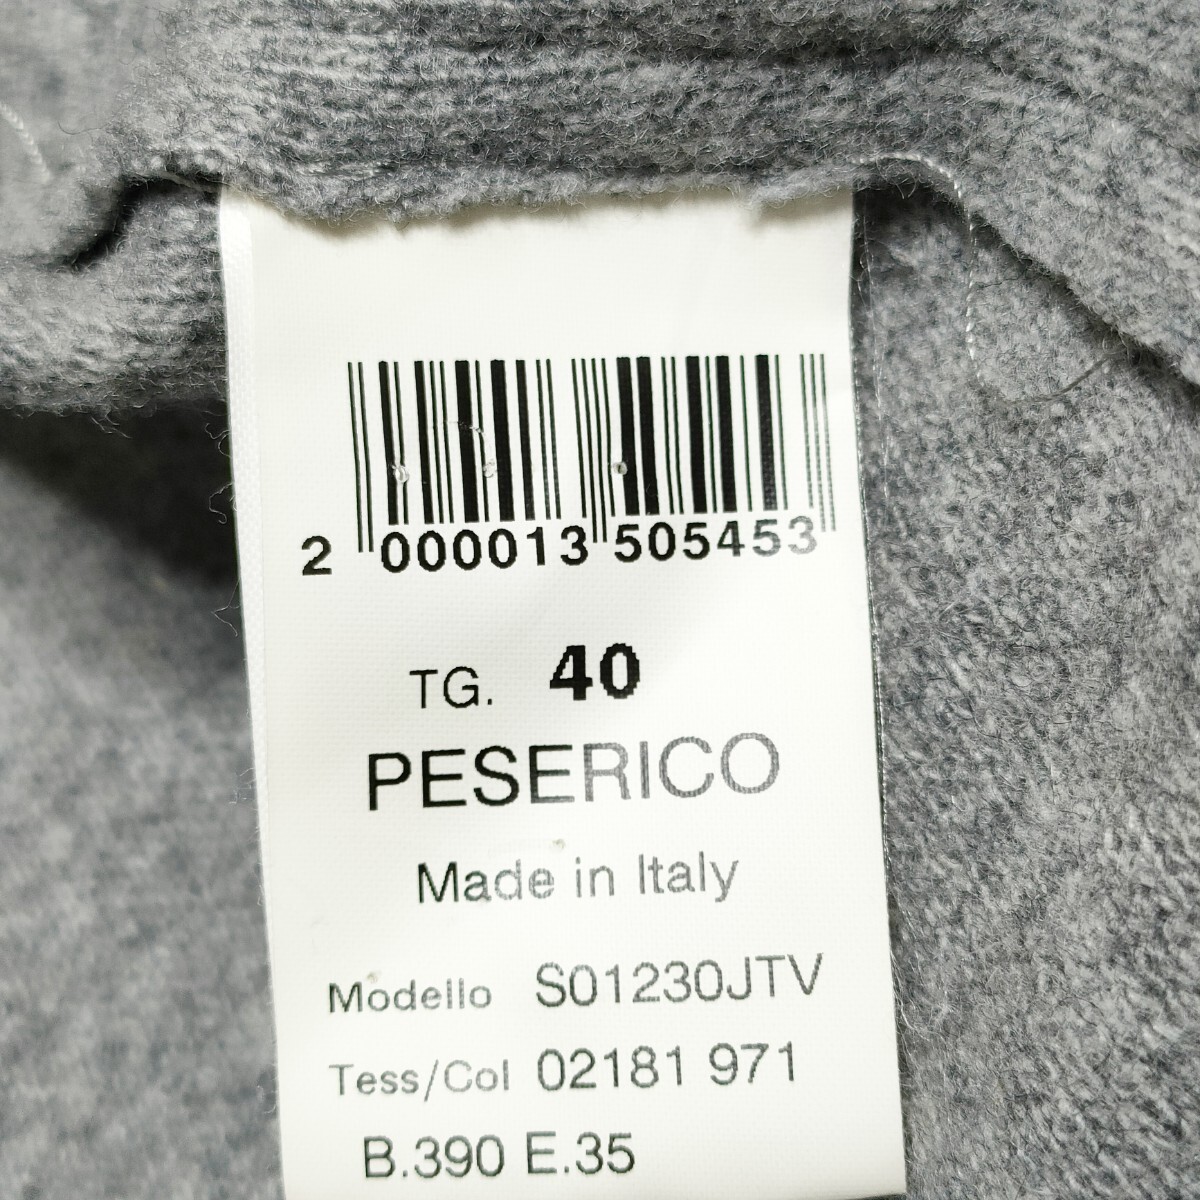 2 000013 505453
TG. 40
PESERICO
Made in Italy
Modello S01230JTV
Tess/Col 02181 971
B.390 E.35